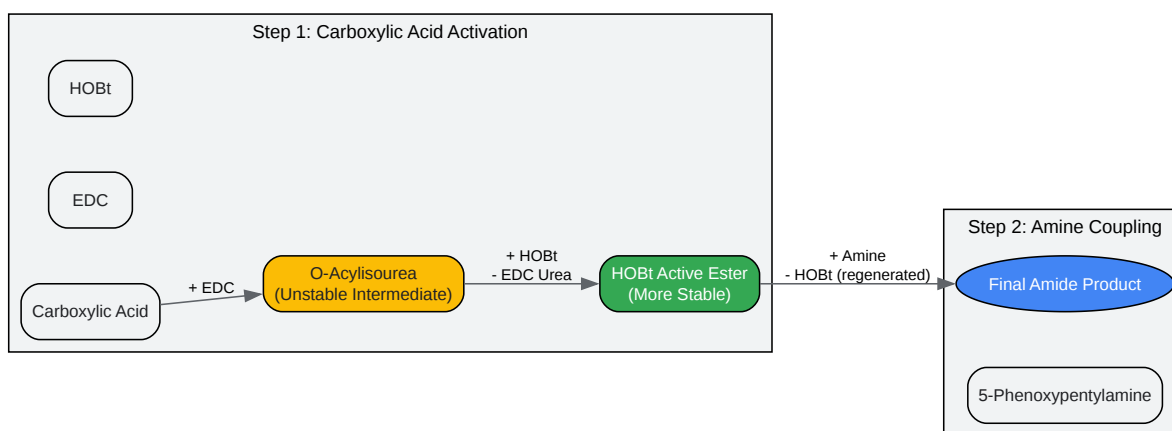 Step 1: Carboxylic Acid Activation
HOBt
EDC
Carboxylic Acid
+ EDC
O-Acylisourea
(Unstable Intermediate)
+ HOBt
- EDC Urea
HOBt Active Ester
(More Stable)
+ Amine
- HOBt (regenerated)
Step 2: Amine Coupling
Final Amide Product
5-Phenoxypentylamine